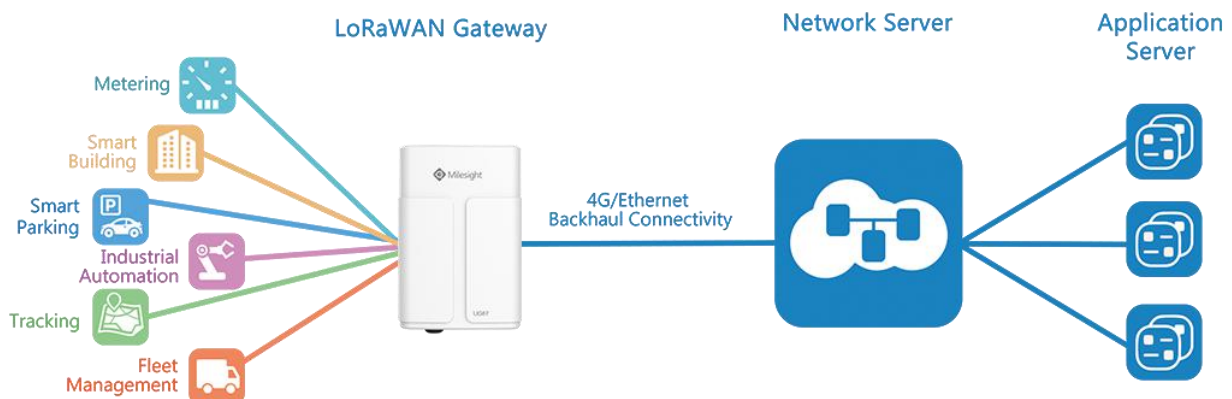 LoRaWAN Gateway
Network Server
Application
Server
Metering
Smart
Building
Smart
Parking
P
Industrial
Automation
Tracking
Fleet
Management
Milesight
UG67
4G/Ethernet
Backhaul Connectivity